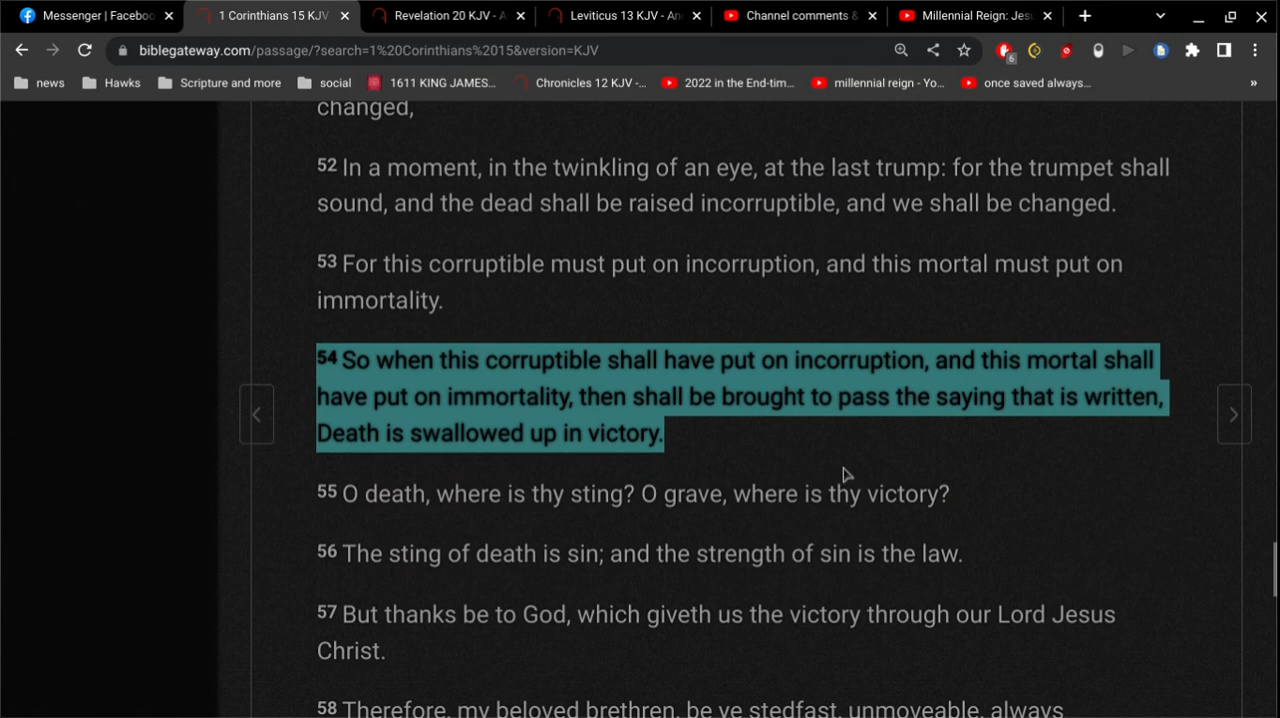 Messenger | Faceboo
1 Corinthians 15 KJV
Revelation 20 KJV - A
Leviticus 13 KJV - An
Channel comments &
Millennial Reign: Jesu
biblegateway.com/passage/?search=1%20Corinthians%2015&version=KJV
6
news
Hawks
Scripture and more
social
1611 KING JAMES...
Chronicles 12 KJV -...
2022 in the End-tim...
millennial reign - Yo...
once saved always...
»
changed,
52 In a moment, in the twinkling of an eye, at the last trump: for the trumpet shall
sound, and the dead shall be raised incorruptible, and we shall be changed.
53 For this corruptible must put on incorruption, and this mortal must put on
immortality.
54 So when this corruptible shall have put on incorruption, and this mortal shall
have put on immortality, then shall be brought to pass the saying that is written,
Death is swallowed up in victory.
55 O death, where is thy sting? O grave, where is thy victory?
56 The sting of death is sin; and the strength of sin is the law.
57 But thanks be to God, which giveth us the victory through our Lord Jesus
Christ.
58 Therefore, my beloved brethren, be ye stedfast, unmoveable, always